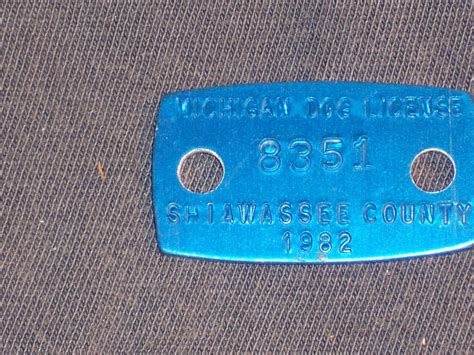 MICHIGAN DOG LICENSE
8351
SHIAWASSEE COUNTY
1982